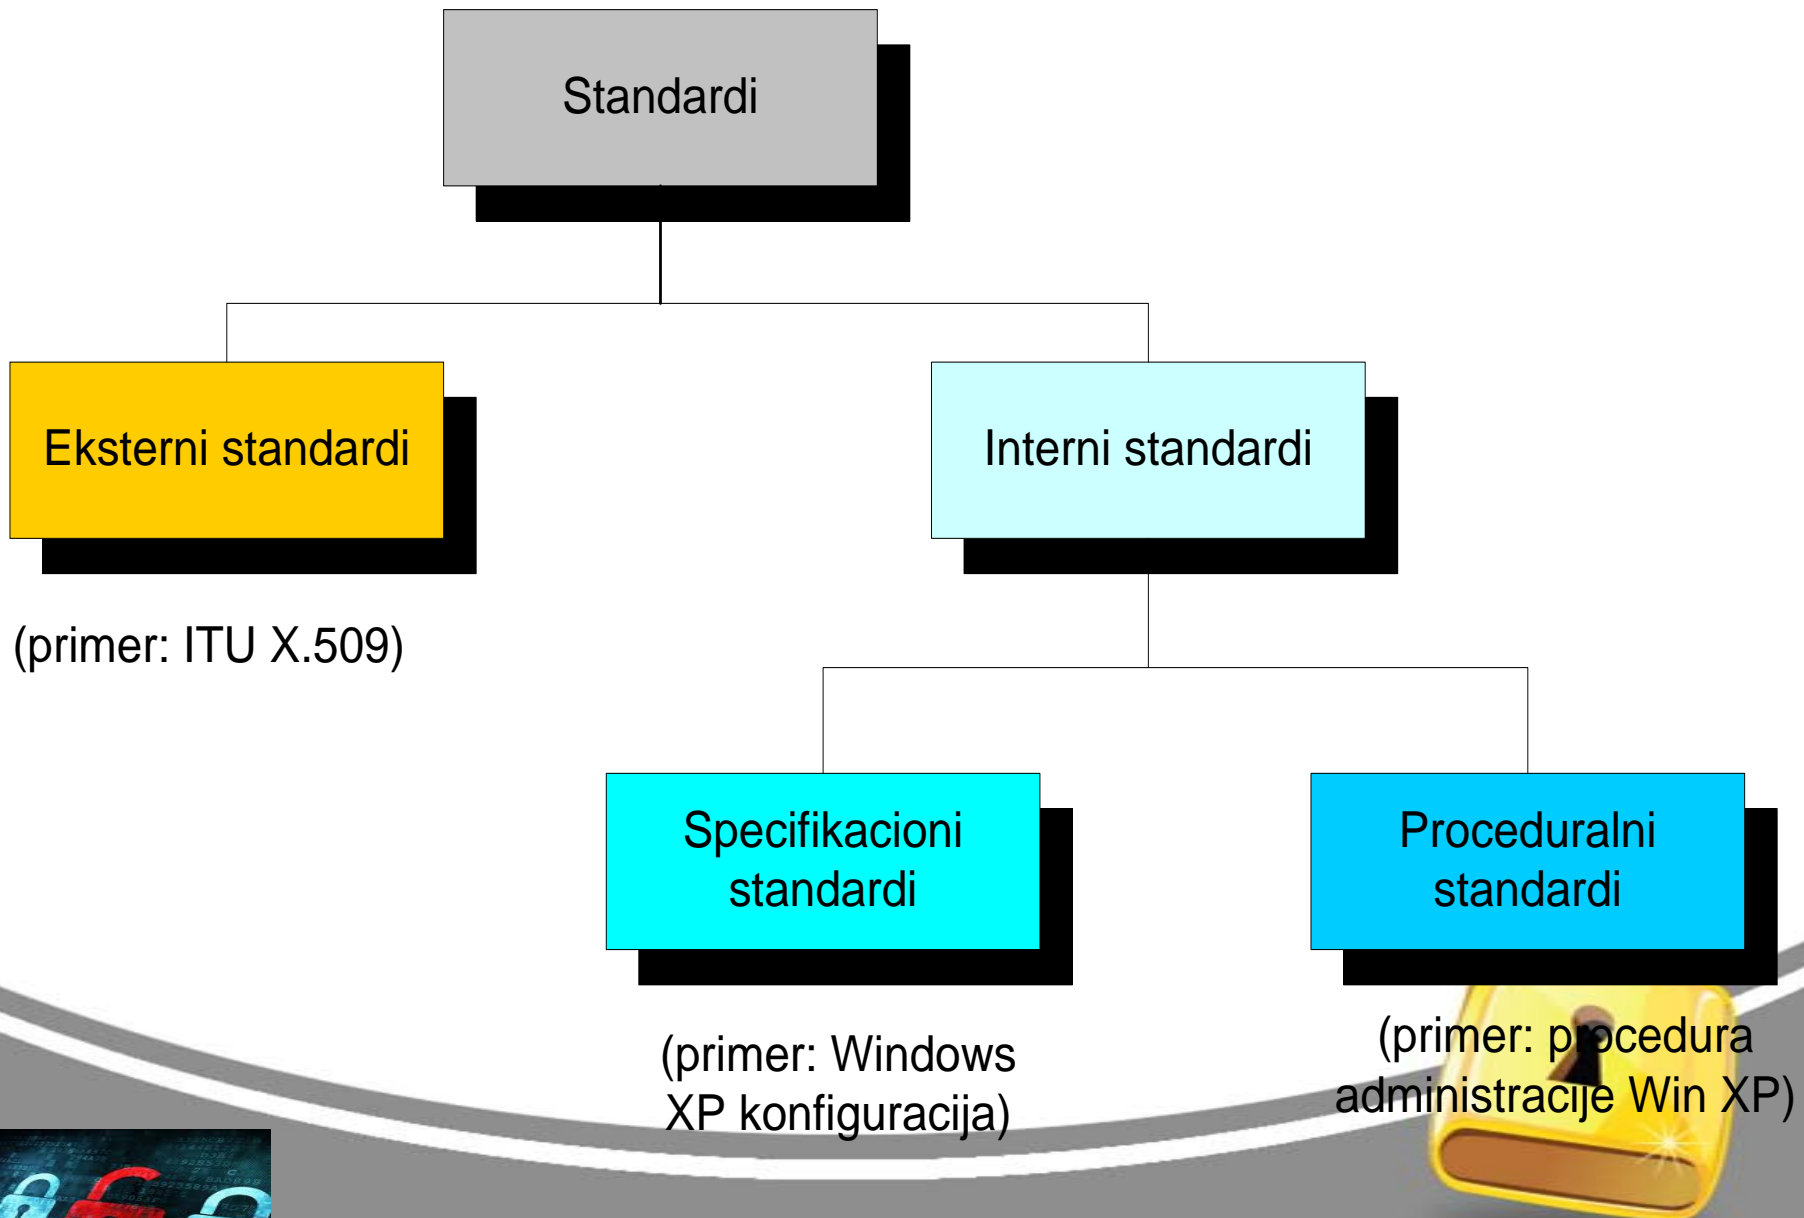 Standardi
Eksterni standardi
Interni standardi
(primer: ITU X.509)
Specifikacioni
standardi
Proceduralni
standardi
(primer: Windows
XP konfiguracija)
(primer: procedura
administracije Win XP)